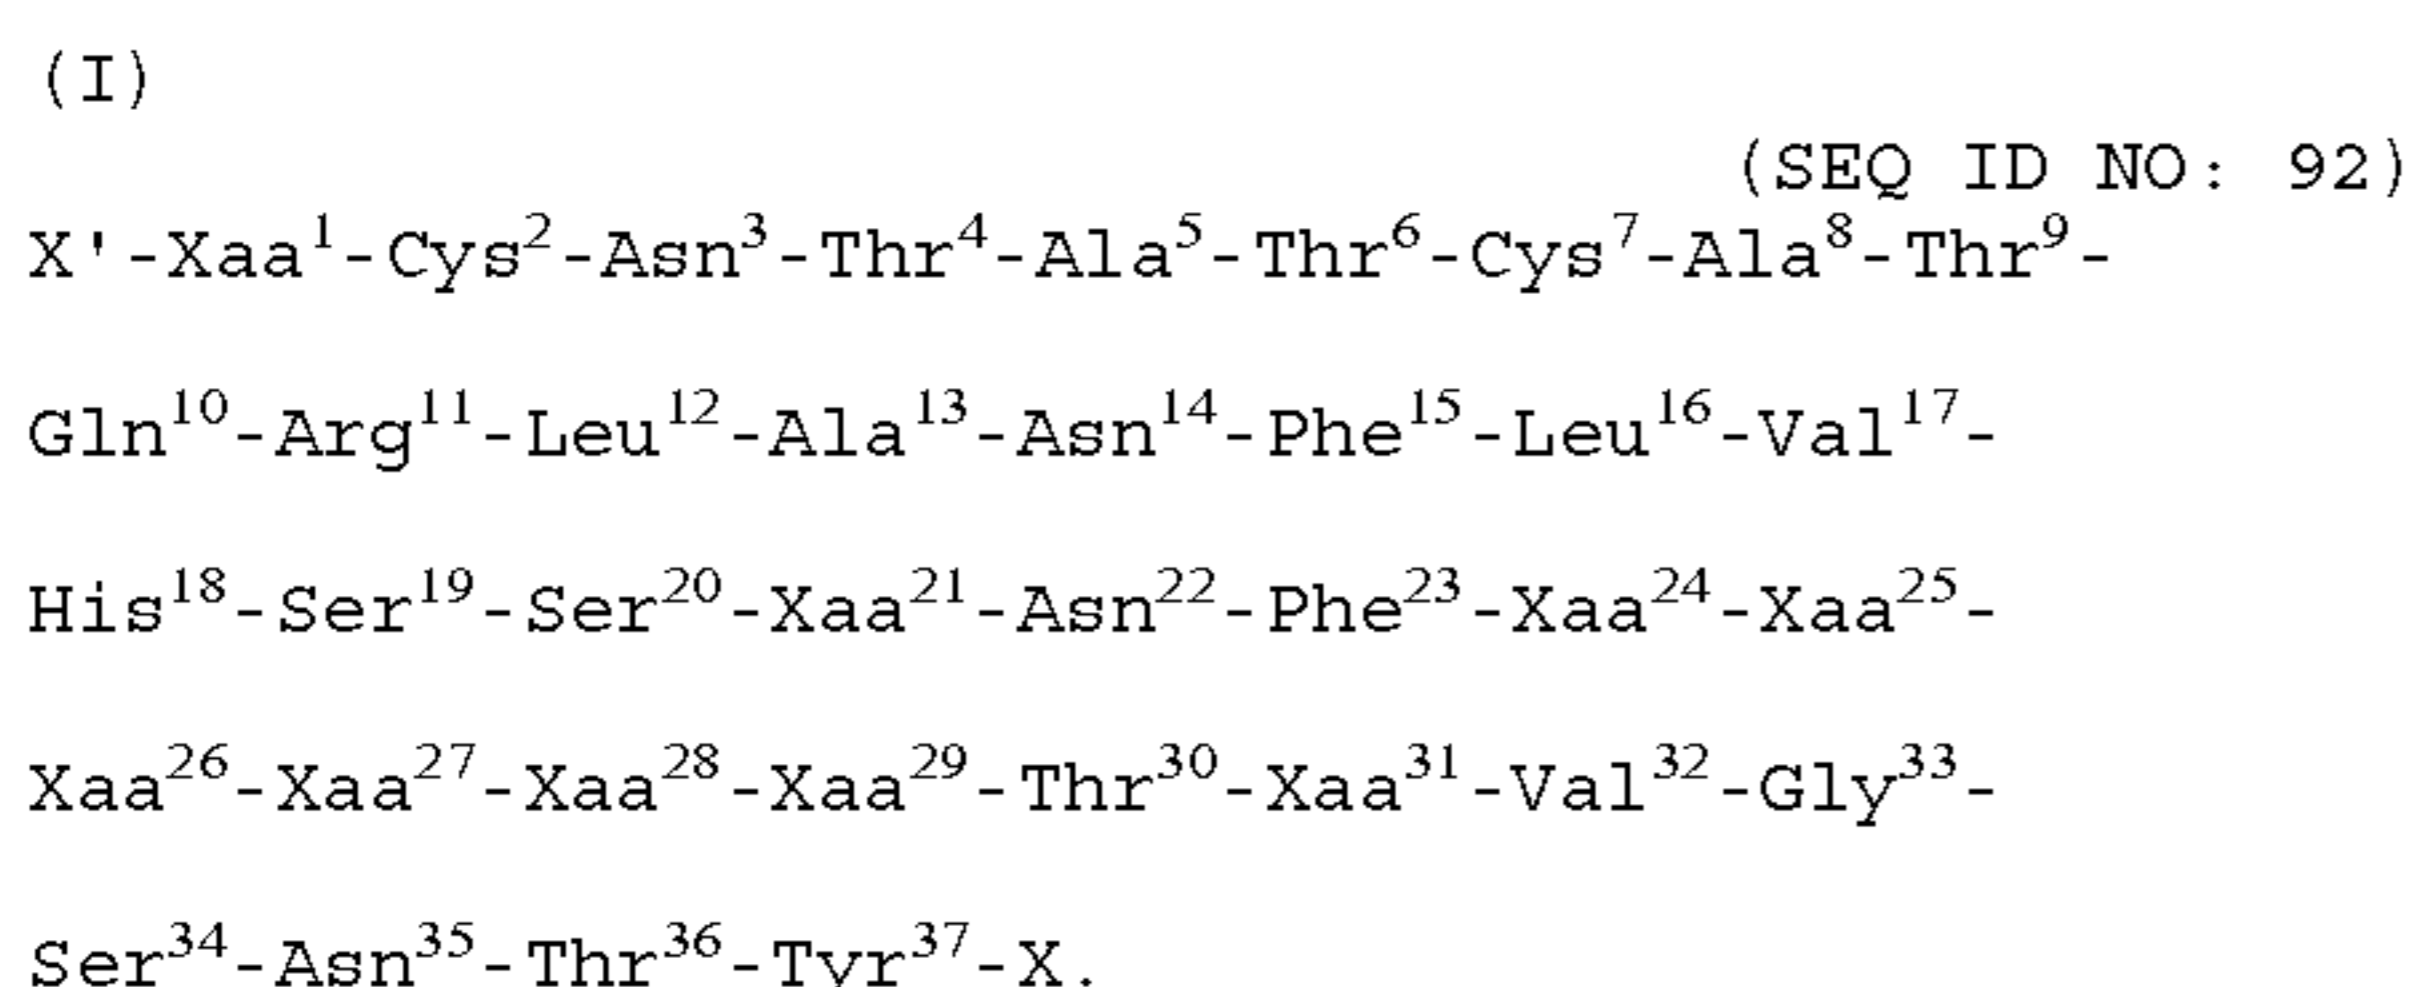 (I)
(SEQ ID NO: 92)
X'-Xaa¹-Cys²-Asn³-Thr⁴-Ala⁵-Thr⁶-Cys⁷-Ala⁸-Thr⁹-
Gln¹⁰-Arg¹¹-Leu¹²-Ala¹³-Asn¹⁴-Phe¹⁵-Leu¹⁶-Val¹⁷-
His¹⁸-Ser¹⁹-Ser²⁰-Xaa²¹-Asn²²-Phe²³-Xaa²⁴-Xaa²⁵-
Xaa²⁶-Xaa²⁷-Xaa²⁸-Xaa²⁹-Thr³⁰-Xaa³¹-Val³²-Gly³³-
Ser³⁴-Asn³⁵-Thr³⁶-Tyr³⁷-X.